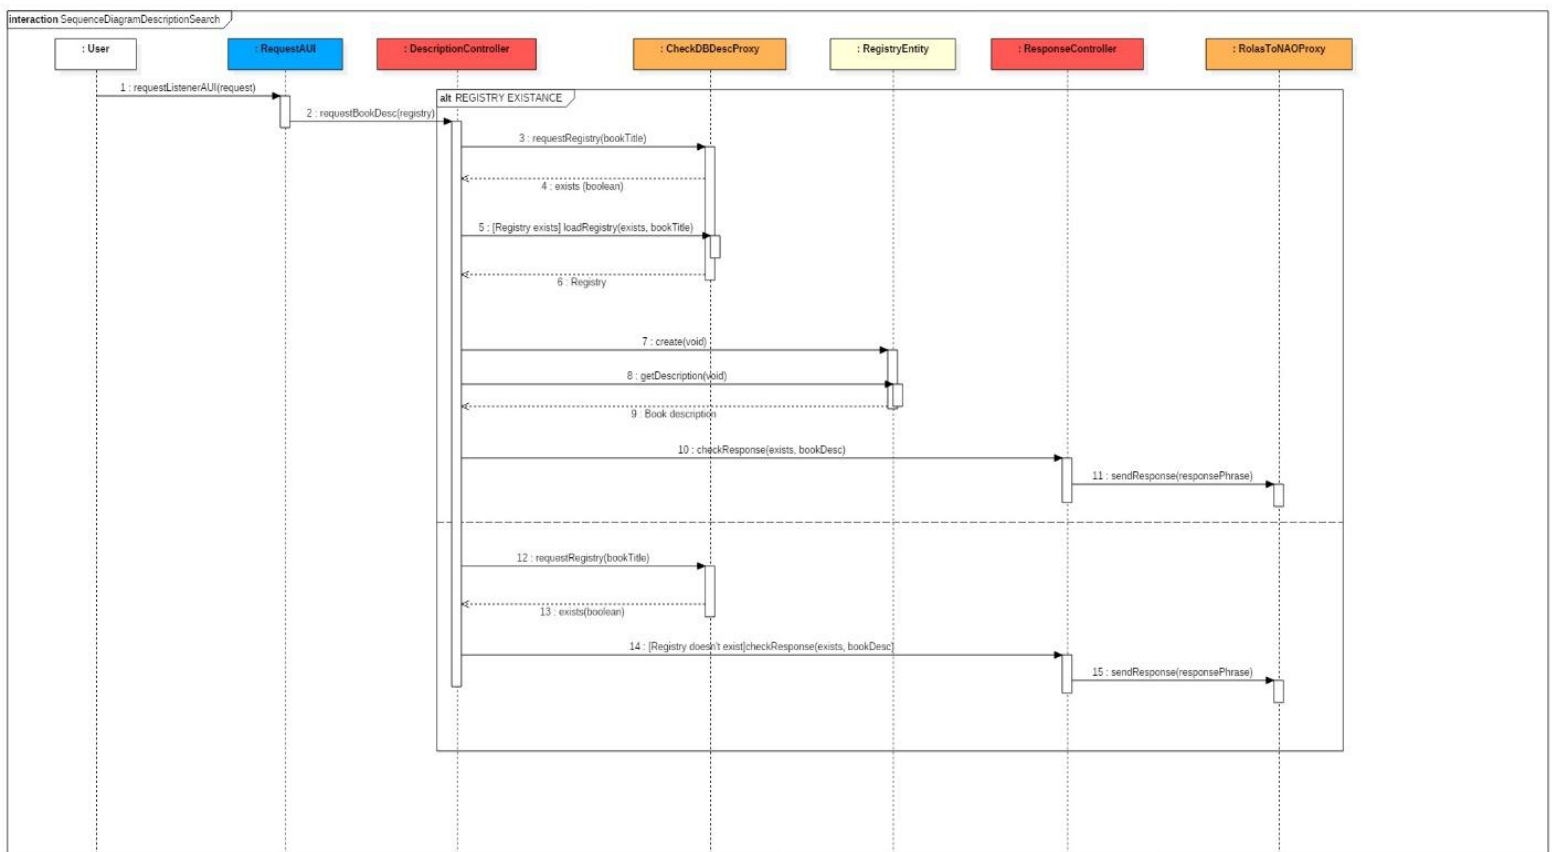 interaction SequenceDiagramDescriptionSearch
: User
: RequestAUI
: DescriptionController
: CheckDBDescProxy
: RegistryEntity
: ResponseController
: RolasToNAOProxy
1 : requestListenerAUI(request)
alt REGISTRY EXISTANCE
2 : requestBookDesc(registry)
3 : requestRegistry(bookTitle)
4 : exists (boolean)
5 : [Registry exists] loadRegistry(exists, bookTitle)
6 : Registry
7 : create(void)
8 : getDescription(void)
9 : Book description
10 : checkResponse(exists, bookDesc)
11 : sendResponse(responsePhrase)
12 : requestRegistry(bookTitle)
13 : exists(boolean)
14 : [Registry doesn't exist]checkResponse(exists, bookDesc)
15 : sendResponse(responsePhrase)